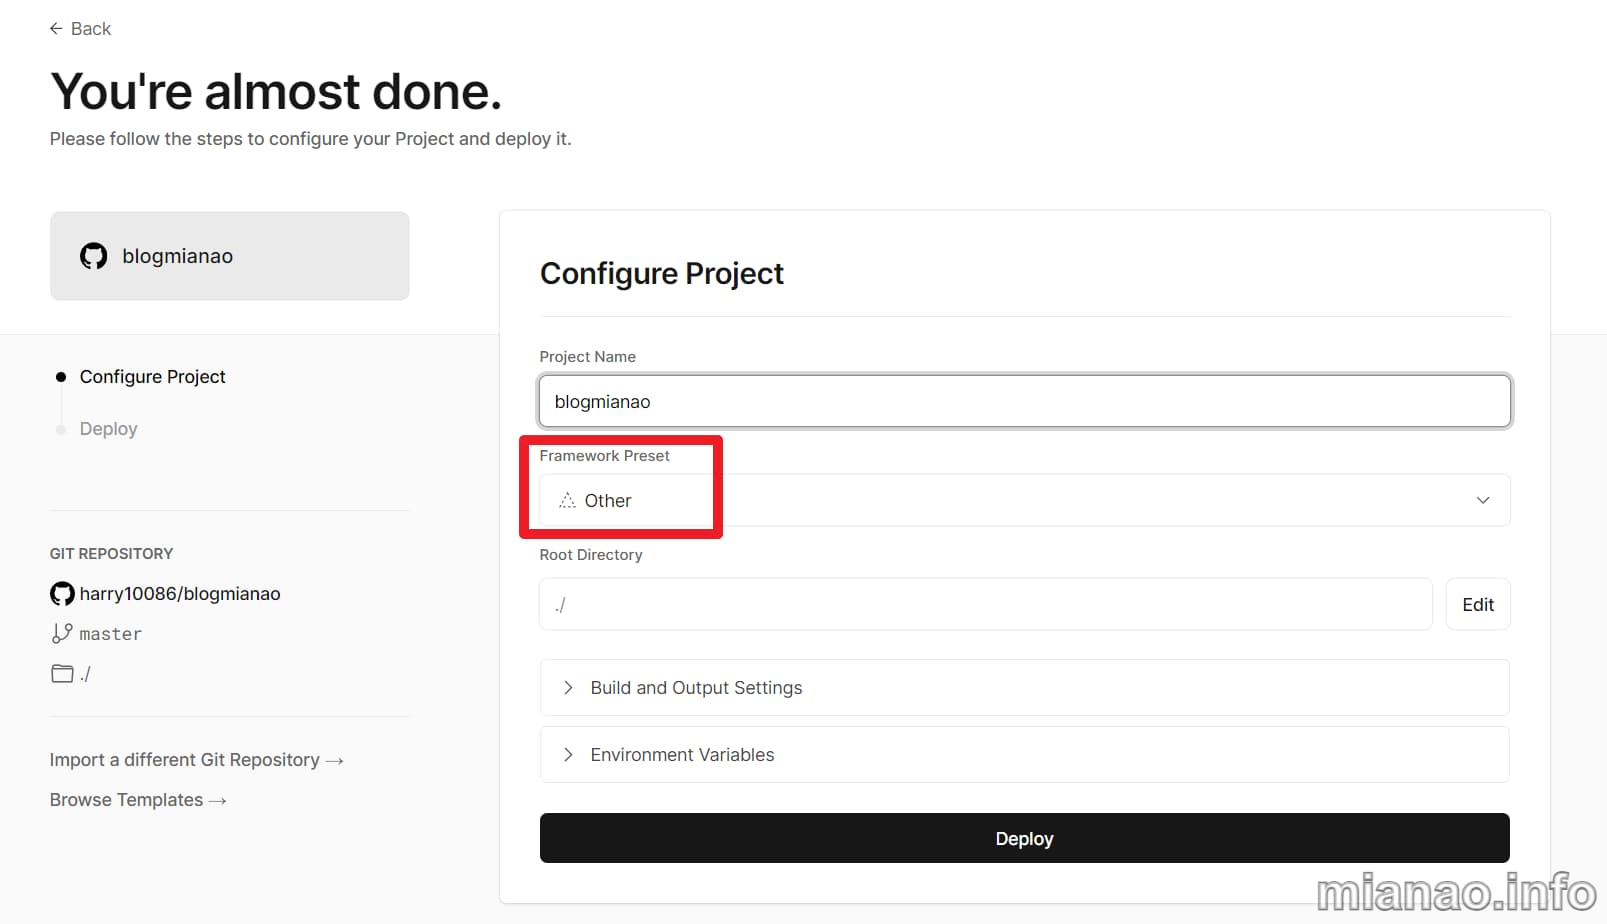 ← Back
You're almost done.
Please follow the steps to configure your Project and deploy it.
blogmianao
Configure Project
Deploy
GIT REPOSITORY
harry10086/blogmianao
master
./
Import a different Git Repository →
Browse Templates →
Configure Project
Project Name
blogmianao
Framework Preset
Other
Root Directory
./
Edit
Build and Output Settings
Environment Variables
Deploy
mianao.info